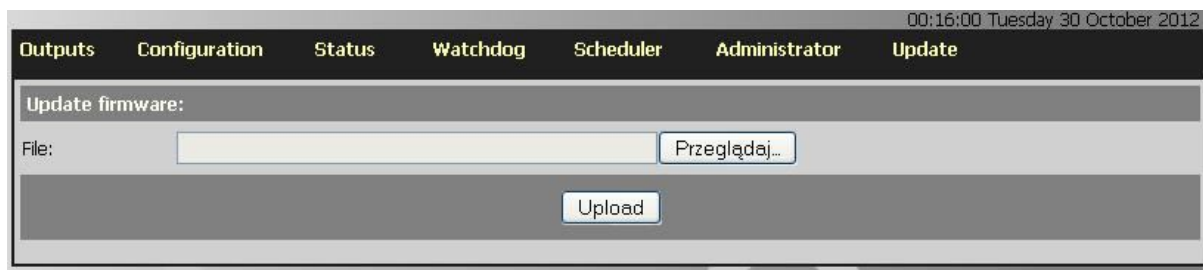 00:16:00 Tuesday 30 October 2012
Outputs Configuration Status Watchdog Scheduler Administrator Update
Update firmware:
File: Przeglądaj...
Upload